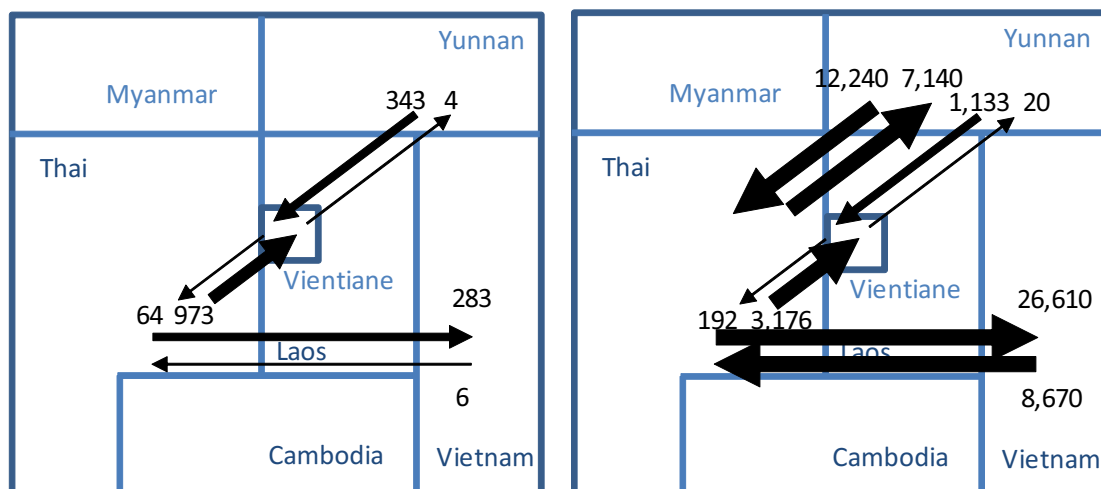 Yunnan
Myanmar
343 4
Thai
Vientiane
283
64 973
Laos
6
Cambodia
Vietnam
Yunnan
12,240 7,140
Myanmar
1,133 20
Thai
Vientiane
26,610
192 3,176
Laos
8,670
Cambodia
Vietnam